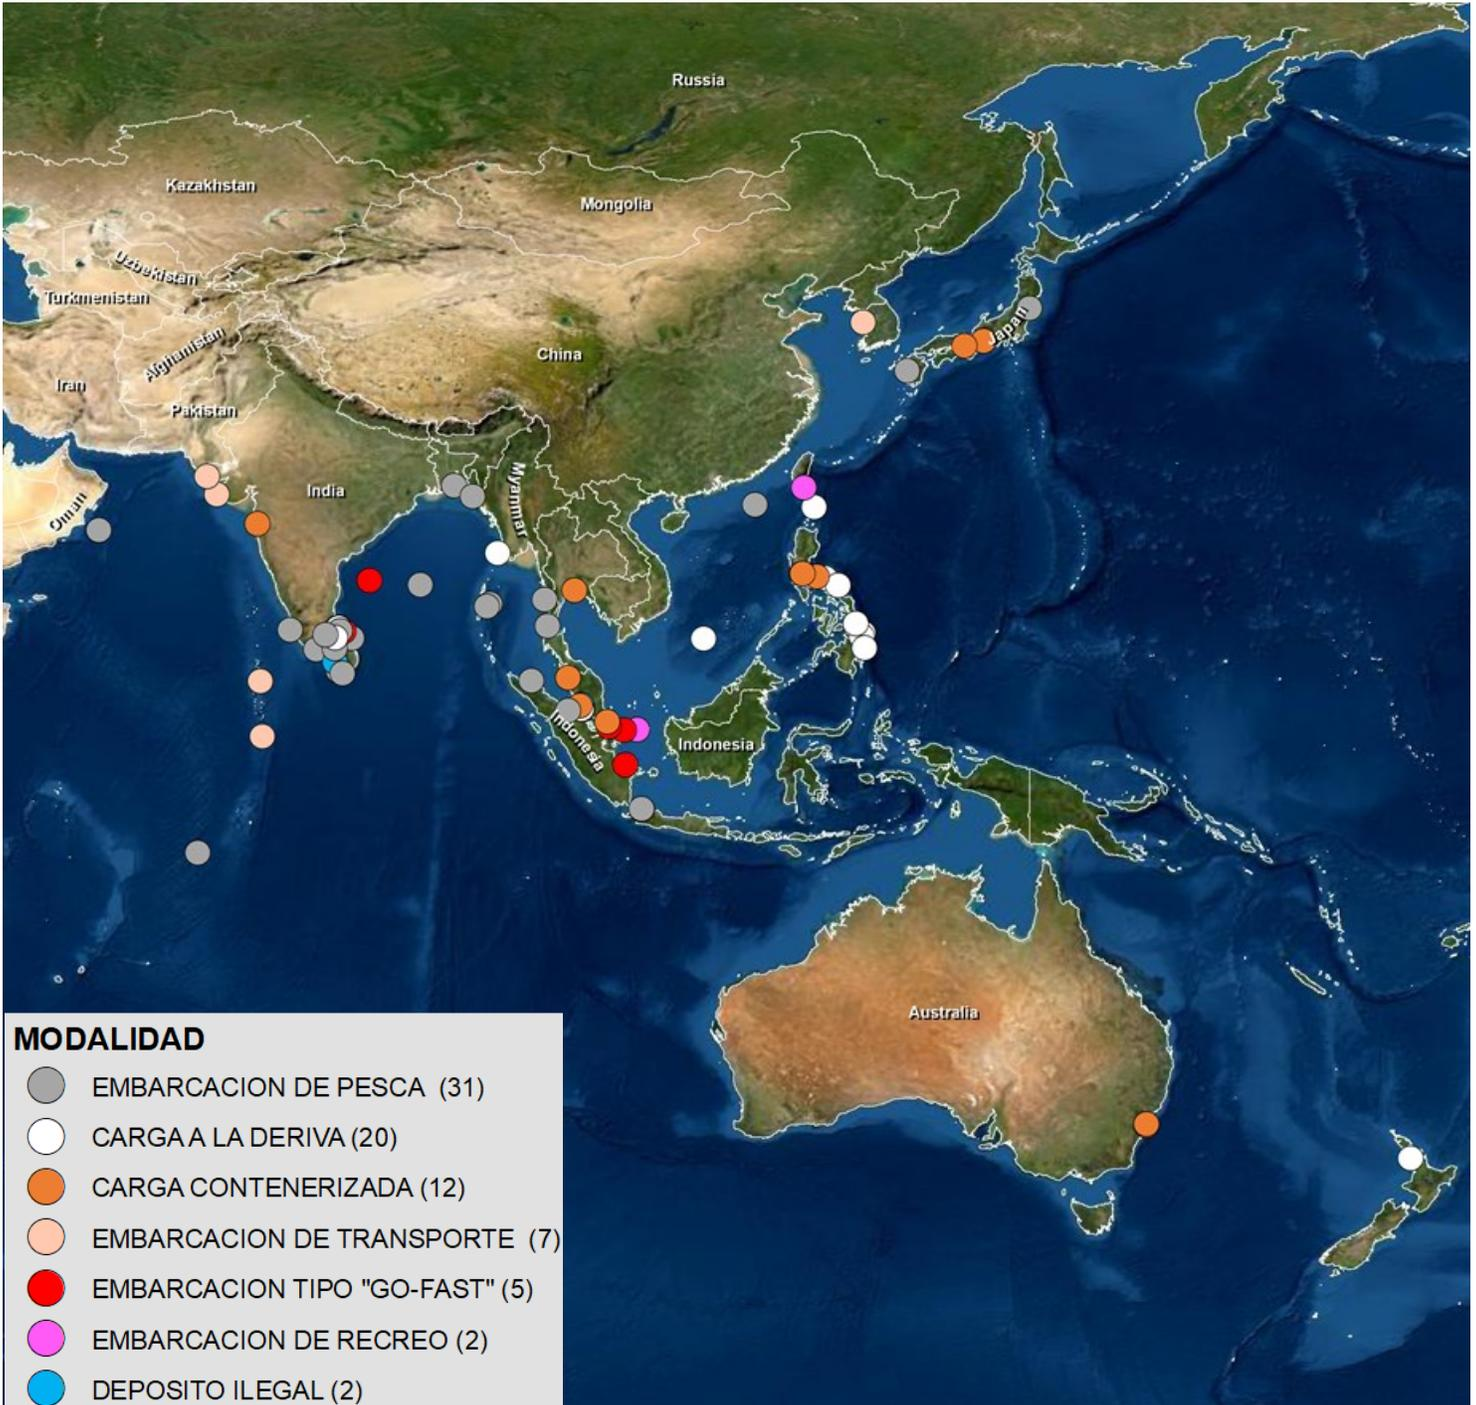 Russia
Kazakhstan
Mongolia
Uzbekistan
Turkmenistan
Japan
Afghanistan
China
Iran
Pakistan
India
Myanmar
Oman
Indonesia
Indonesia
Australia
MODALIDAD
EMBARCACION DE PESCA (31)
CARGA A LA DERIVA (20)
CARGA CONTENERIZADA (12)
EMBARCACION DE TRANSPORTE (7)
EMBARCACION TIPO "GO-FAST" (5)
EMBARCACION DE RECREO (2)
DEPOSITO ILEGAL (2)